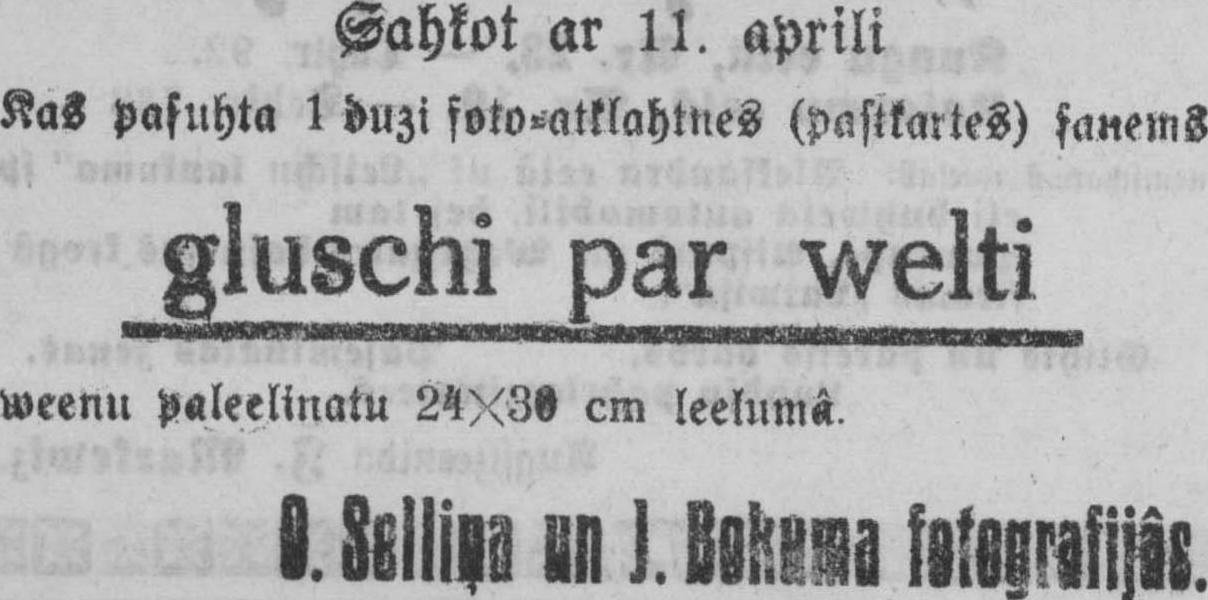 Sahkot ar 11. aprili
Kas paſuhta 1 duzi foto-atklahtnes (paſtkartes) ſanems
gluschi par welti
weenu paleelinatu 24×30 cm leelumâ.
O. Selliņa un J. Bokuma fotografijâs.